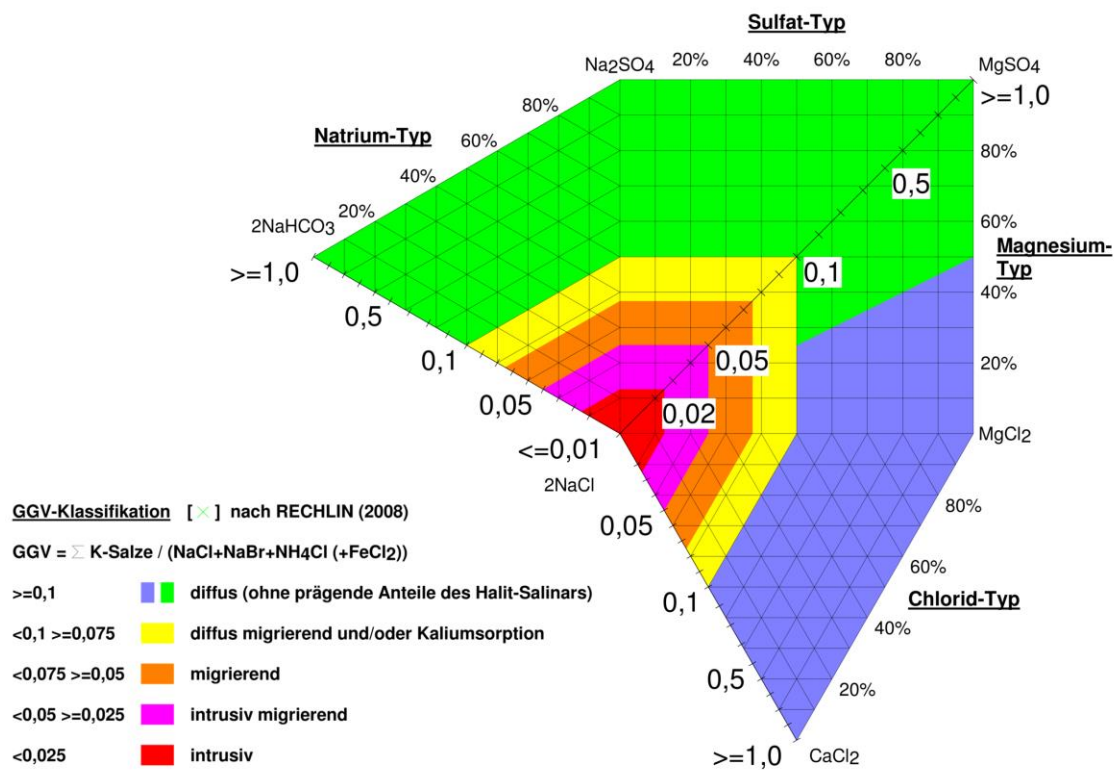 Sulfat-Typ
Na2SO4 20% 40% 60% 80% MgSO4
>=1,0
80%
Natrium-Typ
60%
40%
20%
2NaHCO3
>=1,0
0,5
0,1
0,05
<=0,01
2NaCl
80%
0,5
60%
Magnesium-
Typ
0,1
40%
0,05
20%
0,02
MgCl2
0,05
80%
60%
0,1
Chlorid-Typ
40%
0,5
20%
>=1,0
CaCl2
GGV-Klassifikation [×] nach RECHLIN (2008)
GGV = Σ K-Salze / (NaCl+NaBr+NH4Cl (+FeCl2))
>=0,1 diffus (ohne prägende Anteile des Halit-Salinars)
<0,1 >=0,075 diffus migrierend und/oder Kaliumsorption
<0,075 >=0,05 migrierend
<0,05 >=0,025 intrusiv migrierend
<0,025 intrusiv